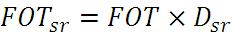 FOT_sr = FOT × D_sr